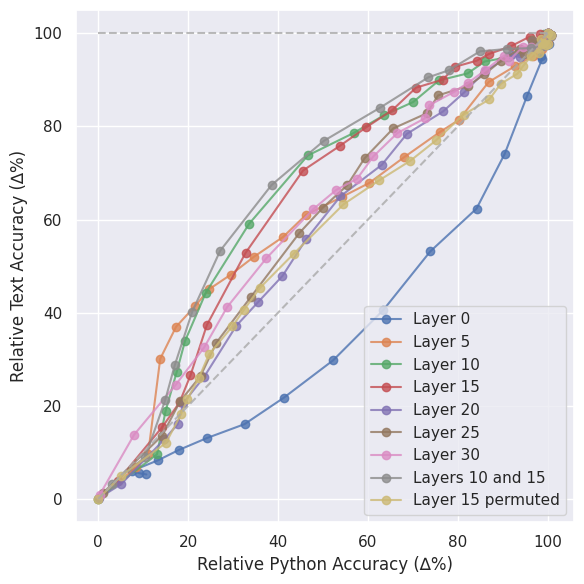 100
80
60
40
20
0
Relative Text Accuracy (Δ%)
Layer 0
Layer 5
Layer 10
Layer 15
Layer 20
Layer 25
Layer 30
Layers 10 and 15
Layer 15 permuted
0 20 40 60 80 100
Relative Python Accuracy (Δ%)